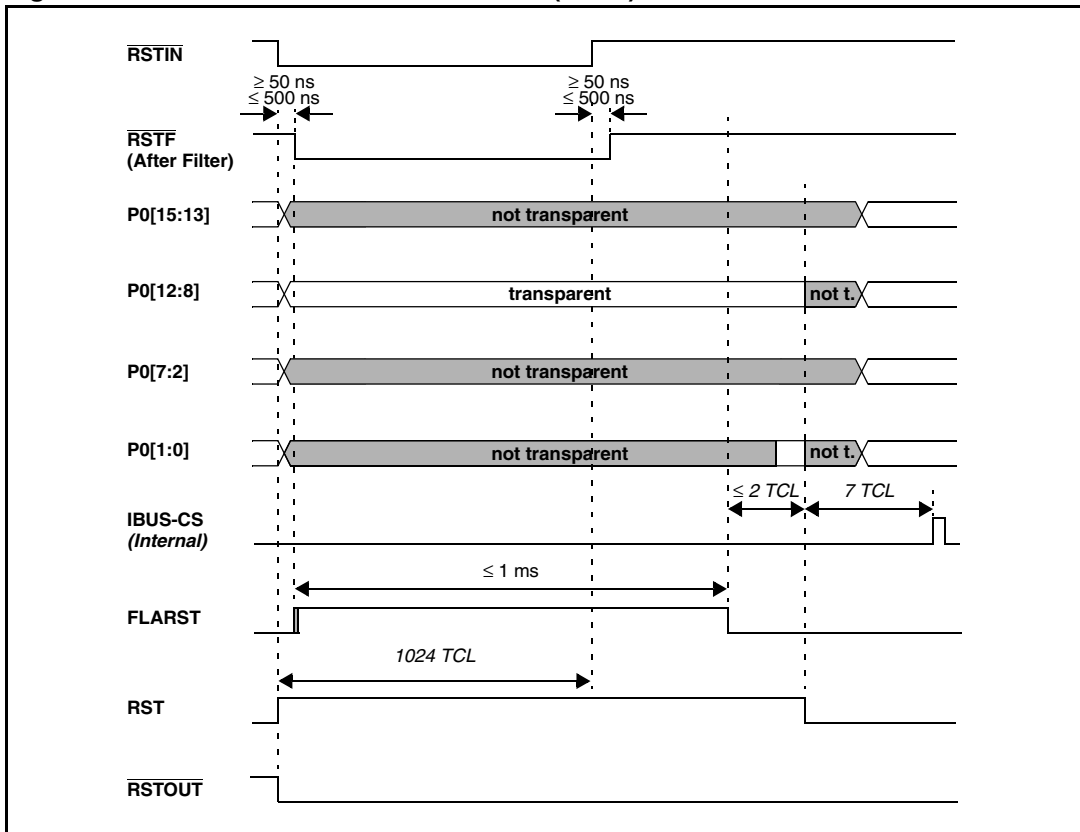 RSTIN
≥ 50 ns
≤ 500 ns
≥ 50 ns
≤ 500 ns
RSTF
(After Filter)
P0[15:13]
not transparent
P0[12:8]
transparent
not t.
P0[7:2]
not transparent
P0[1:0]
not transparent
not t.
≤ 2 TCL
7 TCL
IBUS-CS
(Internal)
≤ 1 ms
FLARST
1024 TCL
RST
RSTOUT